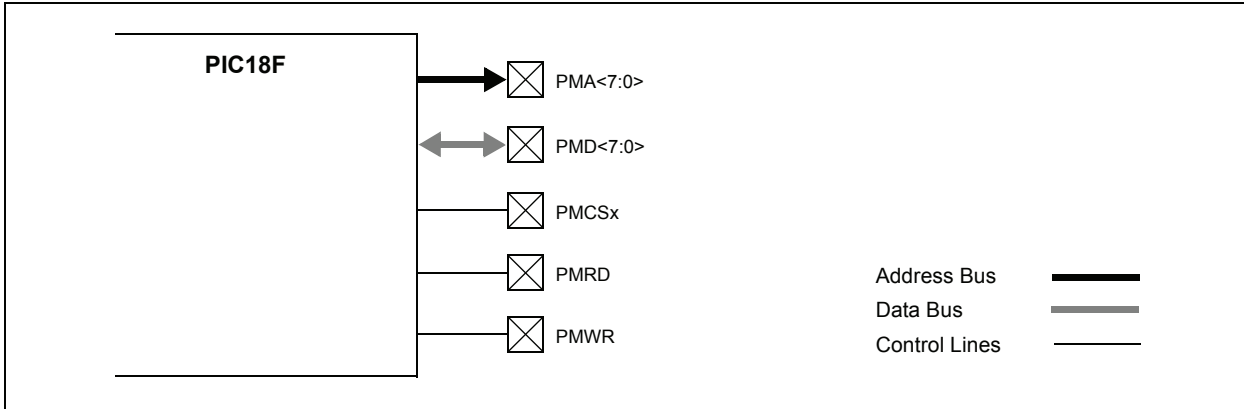 PIC18F
PMA<7:0>
PMD<7:0>
PMCSx
PMRD
PMWR
Address Bus
Data Bus
Control Lines